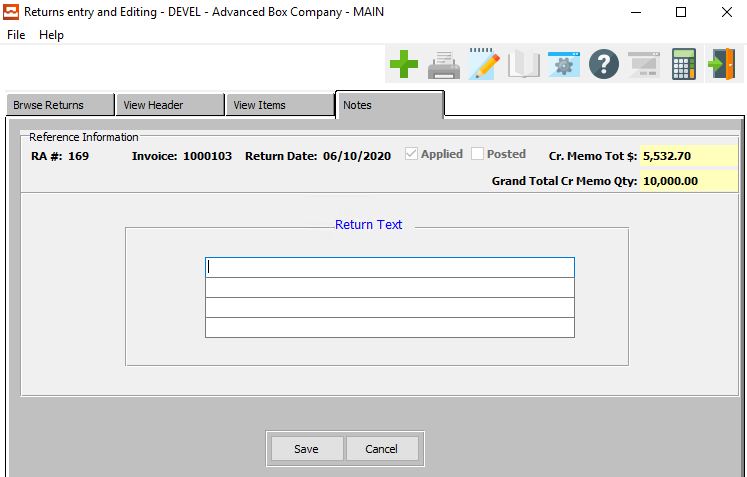 Returns entry and Editing - DEVEL - Advanced Box Company - MAIN
File Help
Brwse Returns View Header View Items Notes
Reference Information
RA #: 169 Invoice: 1000103 Return Date: 06/10/2020 Applied Posted Cr. Memo Tot $: 5,532.70
Grand Total Cr Memo Qty: 10,000.00
Return Text
Save Cancel